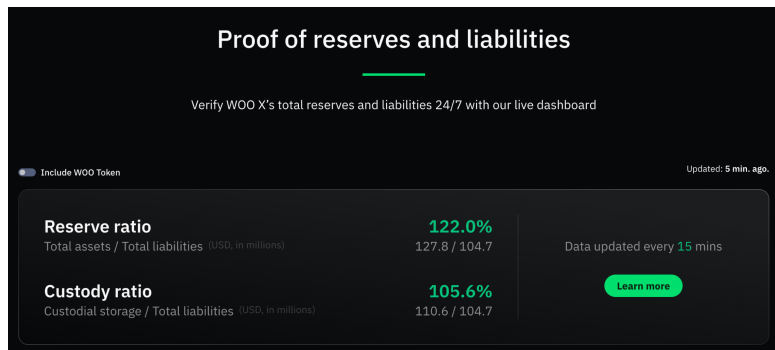 Proof of reserves and liabilities
Verify WOO X's total reserves and liabilities 24/7 with our live dashboard
Include WOO Token
Updated: 5 min. ago.
Reserve ratio
122.0%
Total assets / Total liabilities (USD, in millions)
127.8 / 104.7
Data updated every 15 mins
Learn more
Custody ratio
105.6%
Custodial storage / Total liabilities (USD, in millions)
110.6 / 104.7